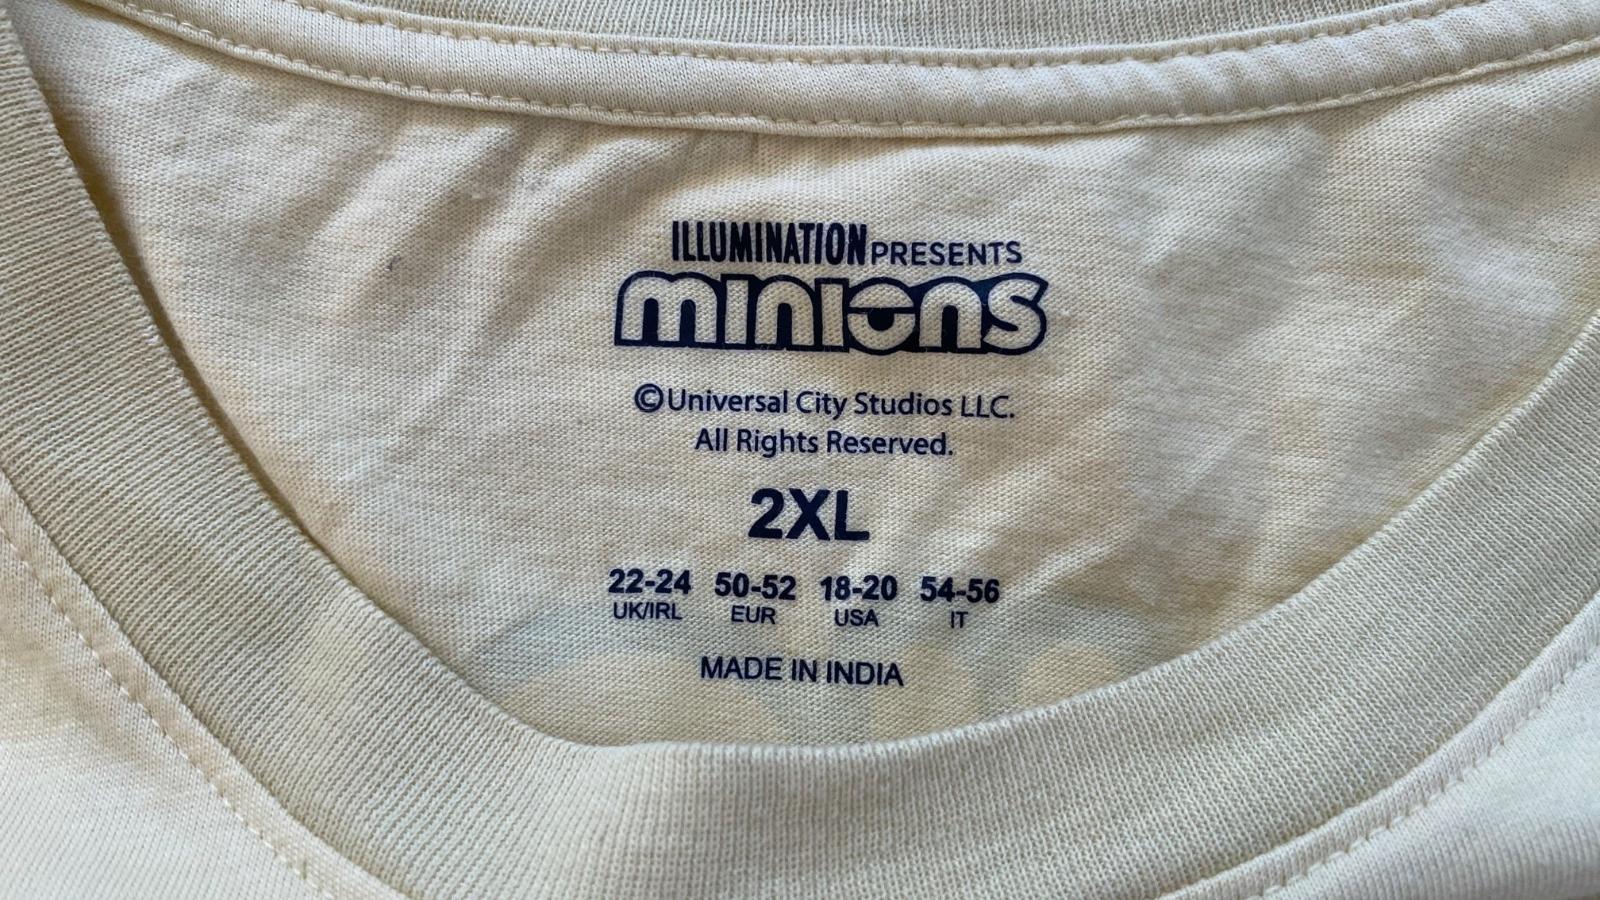 ILLUMINATION PRESENTS
minions
©Universal City Studios LLC.
All Rights Reserved.
2XL
22-24 50-52 18-20 54-56
UK/IRL EUR USA IT
MADE IN INDIA